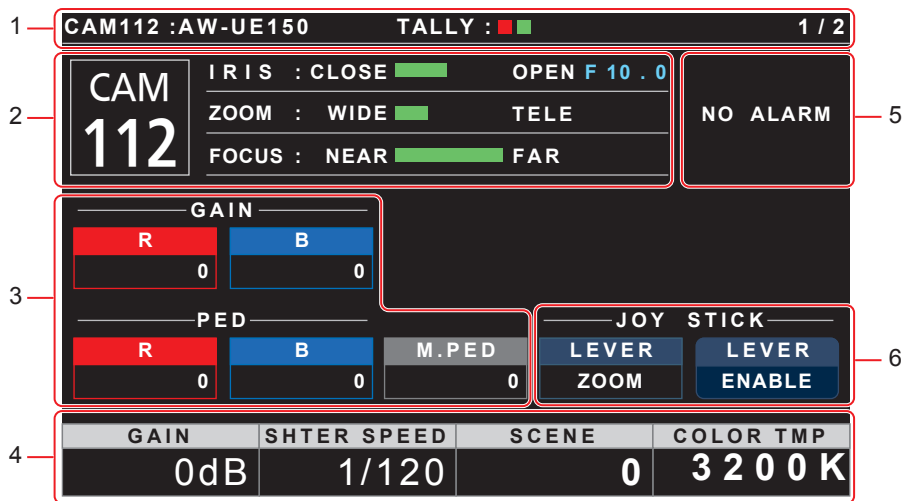 1
CAM112 :AW-UE150 TALLY : 1 / 2
2
CAM
112
IRIS : CLOSE OPEN F 10 . 0
ZOOM : WIDE TELE
FOCUS : NEAR FAR
NO ALARM
5
3
GAIN
R B
0 0
PED
R B M.PED
0 0 0
JOY STICK
LEVER LEVER
ZOOM ENABLE
6
4
GAIN SHTER SPEED SCENE COLOR TMP
0dB 1/120 0 3200K